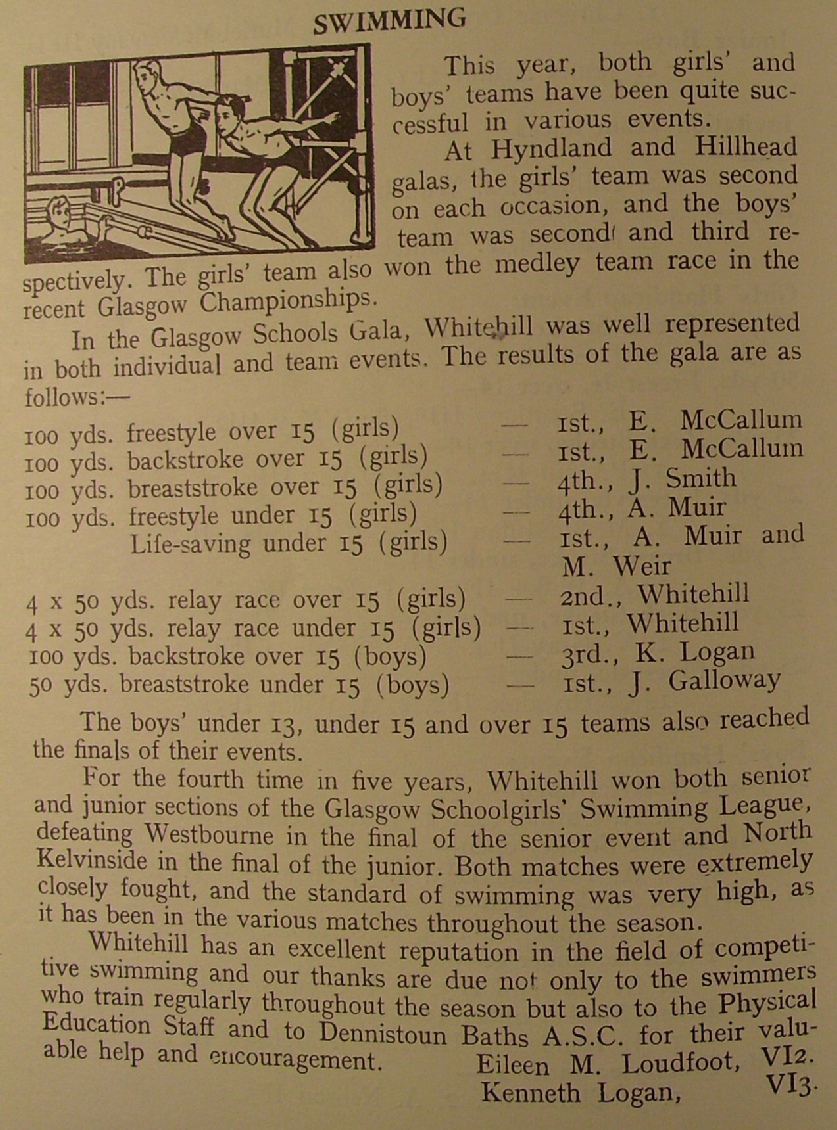 SWIMMING
This year, both girls' and
boys' teams have been quite suc-
cessful in various events.
At Hyndland and Hillhead
galas, the girls' team was second
on each occasion, and the boys'
team was second and third re-
spectively. The girls' team also won the medley team race in the
recent Glasgow Championships.
In the Glasgow Schools Gala, Whitehill was well represented
in both individual and team events. The results of the gala are as
follows:—
100 yds. freestyle over 15 (girls) — 1st., E. McCallum
100 yds. backstroke over 15 (girls) — 1st., E. McCallum
100 yds. breaststroke over 15 (girls) — 4th., J. Smith
100 yds. freestyle under 15 (girls) — 4th., A. Muir
Life-saving under 15 (girls) — 1st., A. Muir and
M. Weir
4 x 50 yds. relay race over 15 (girls) — 2nd., Whitehill
4 x 50 yds. relay race under 15 (girls) — 1st., Whitehill
100 yds. backstroke over 15 (boys) — 3rd., K. Logan
50 yds. breaststroke under 15 (boys) — 1st., J. Galloway
The boys' under 13, under 15 and over 15 teams also reached
the finals of their events.
For the fourth time in five years, Whitehill won both senior
and junior sections of the Glasgow Schoolgirls' Swimming League,
defeating Westbourne in the final of the senior event and North
Kelvinside in the final of the junior. Both matches were extremely
closely fought, and the standard of swimming was very high, as
it has been in the various matches throughout the season.
Whitehill has an excellent reputation in the field of competi-
tive swimming and our thanks are due not only to the swimmers
who train regularly throughout the season but also to the Physical
Education Staff and to Dennistoun Baths A.S.C. for their valu-
able help and encouragement.
Eileen M. Loudfoot, VI2.
Kenneth Logan, VI3.